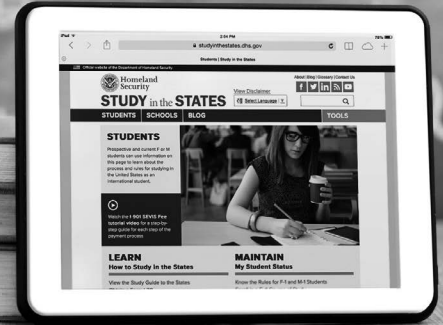 iPad
2:54 PM
78%
studyinthestates.dhs.gov
Students | Study in the States
Official website of the Department of Homeland Security
Homeland
Security
About | Blog | Glossary | Contact Us
View Disclaimer
STUDY in the STATES
Select Language
STUDENTS SCHOOLS BLOG TOOLS
STUDENTS
Prospective and current F or M
students can use information on
this page to learn about the
process and rules for studying in
the United States as an
international student.
Watch the I-901 SEVIS Fee
tutorial video for a step-by-
step guide for each step of the
payment process
LEARN
How to Study in the States
View the Study Guide to the States
MAINTAIN
My Student Status
Know the Rules for F-1 and M-1 Students